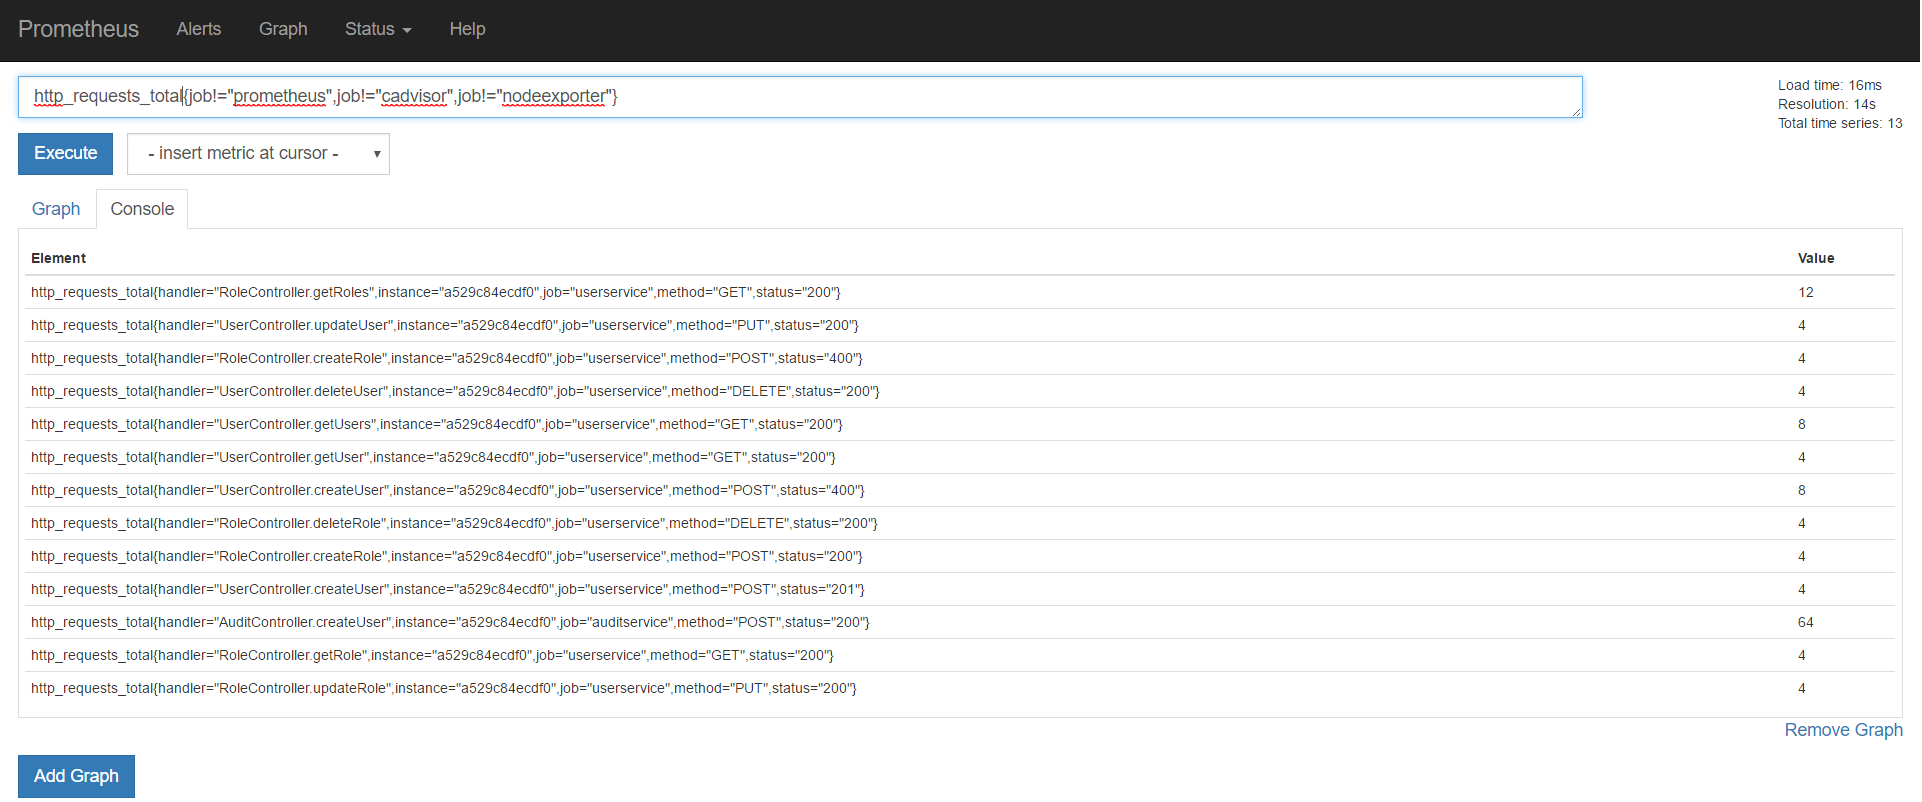 Prometheus Alerts Graph Status Help
http_requests_total{job!="prometheus",job!="cadvisor",job!="nodeexporter"}
Load time: 16ms
Resolution: 14s
Total time series: 13
Execute - insert metric at cursor -
Graph Console
Element Value
http_requests_total{handler="RoleController.getRoles",instance="a529c84ecdf0",job="userservice",method="GET",status="200"} 12
http_requests_total{handler="UserController.updateUser",instance="a529c84ecdf0",job="userservice",method="PUT",status="200"} 4
http_requests_total{handler="RoleController.createRole",instance="a529c84ecdf0",job="userservice",method="POST",status="400"} 4
http_requests_total{handler="UserController.deleteUser",instance="a529c84ecdf0",job="userservice",method="DELETE",status="200"} 4
http_requests_total{handler="UserController.getUsers",instance="a529c84ecdf0",job="userservice",method="GET",status="200"} 8
http_requests_total{handler="UserController.getUser",instance="a529c84ecdf0",job="userservice",method="GET",status="200"} 4
http_requests_total{handler="UserController.createUser",instance="a529c84ecdf0",job="userservice",method="POST",status="400"} 8
http_requests_total{handler="RoleController.deleteRole",instance="a529c84ecdf0",job="userservice",method="DELETE",status="200"} 4
http_requests_total{handler="RoleController.createRole",instance="a529c84ecdf0",job="userservice",method="POST",status="200"} 4
http_requests_total{handler="UserController.createUser",instance="a529c84ecdf0",job="userservice",method="POST",status="201"} 4
http_requests_total{handler="AuditController.createUser",instance="a529c84ecdf0",job="auditservice",method="POST",status="200"} 64
http_requests_total{handler="RoleController.getRole",instance="a529c84ecdf0",job="userservice",method="GET",status="200"} 4
http_requests_total{handler="RoleController.updateRole",instance="a529c84ecdf0",job="userservice",method="PUT",status="200"} 4
Remove Graph
Add Graph